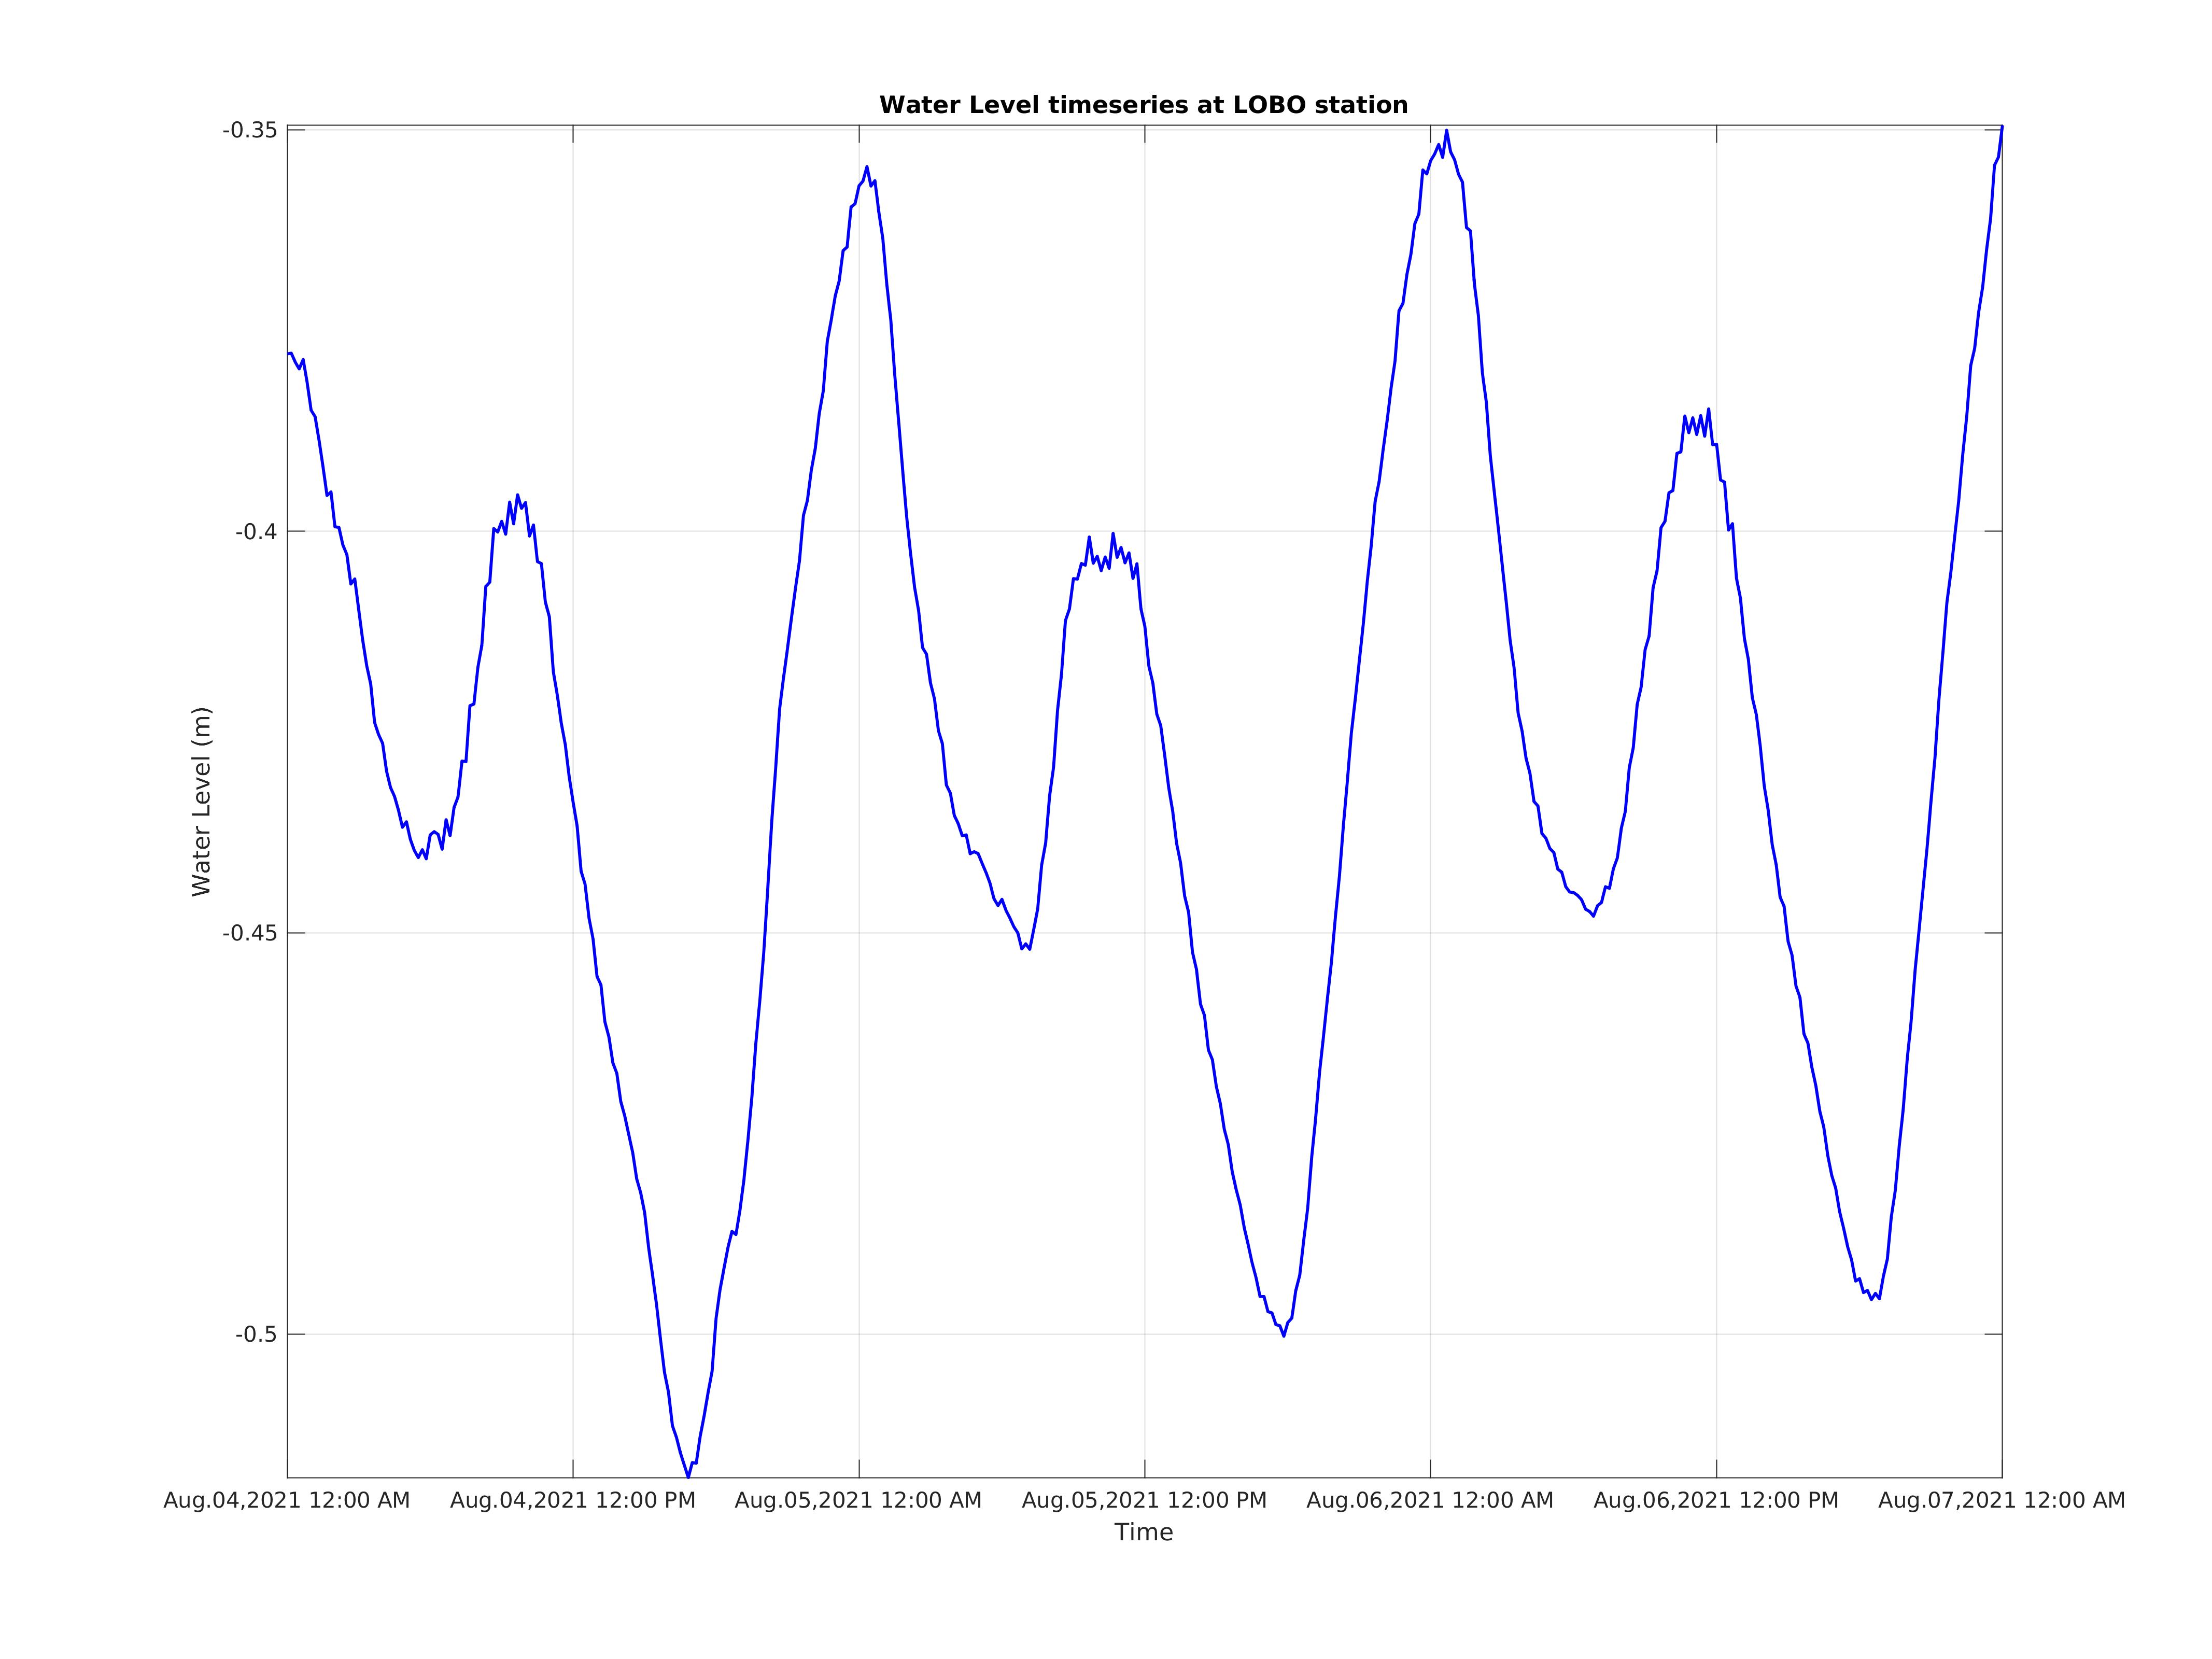 Water Level timeseries at LOBO station
-0.35
-0.4
-0.45
-0.5
Water Level (m)
Aug.04,2021 12:00 AM
Aug.04,2021 12:00 PM
Aug.05,2021 12:00 AM
Aug.05,2021 12:00 PM
Aug.06,2021 12:00 AM
Aug.06,2021 12:00 PM
Aug.07,2021 12:00 AM
Time